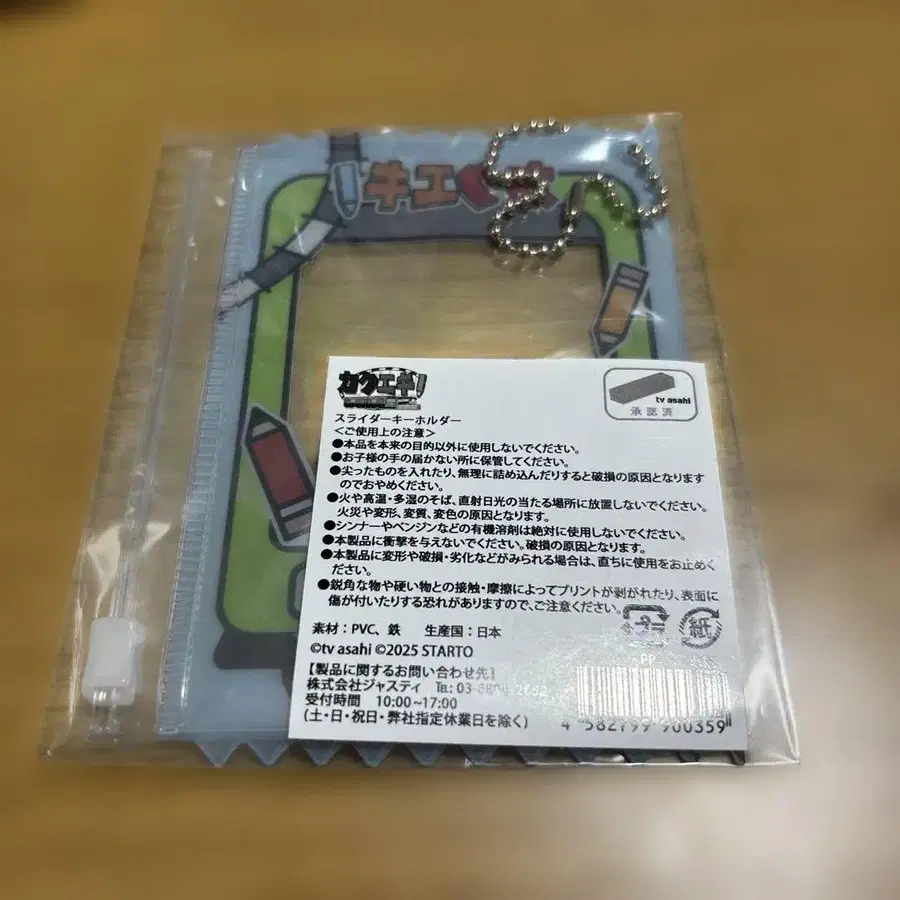 カクエキ!
tv asahi
承認済
スライダーキーホルダー
<ご使用上の注意>
●本品を本来の目的以外に使用しないでください。
●お子様の手の届かない所に保管してください。
●尖ったものを入れたり、無理に詰め込んだりすると破損の原因となります
のでおやめください。
●火や高温・多湿のそば、直射日光の当たる場所に放置しないでください。
火災や変形、変質、変色の原因となります。
●シンナーやベンジンなどの有機溶剤は絶対に使用しないでください。
●本製品に衝撃を与えないでください。破損の原因となります。
●本製品に変形や破損・劣化などがみられる場合は、直ちに使用をお止めく
ださい。
●鋭角な物や硬い物との接触・摩擦によってプリントが剥がれたり、表面に
傷が付いたりする恐れがありますので、ご注意ください。
紙
PP
素材：PVC、鉄 生産国：日本
©tv asahi ©2025 STARTO
【製品に関するお問い合わせ先】
株式会社ジャスティ TEL: 03-
受付時間 10:00~17:00
(土・日・祝日・弊社指定休業日を除く)
4 582799 900359